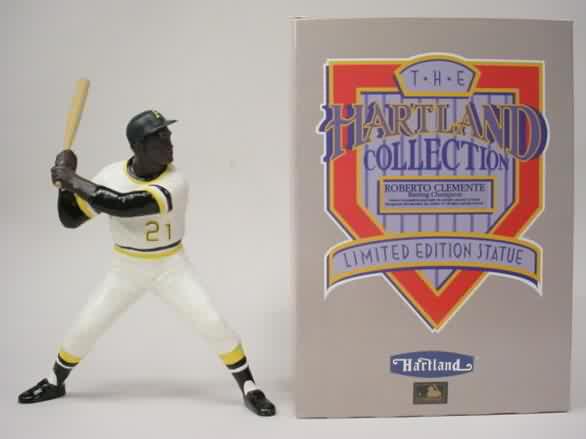 THE
HARTLAND
COLLECTION
ROBERTO CLEMENTE
Batting Champion
LIMITED EDITION STATUE
Hartland
21
P